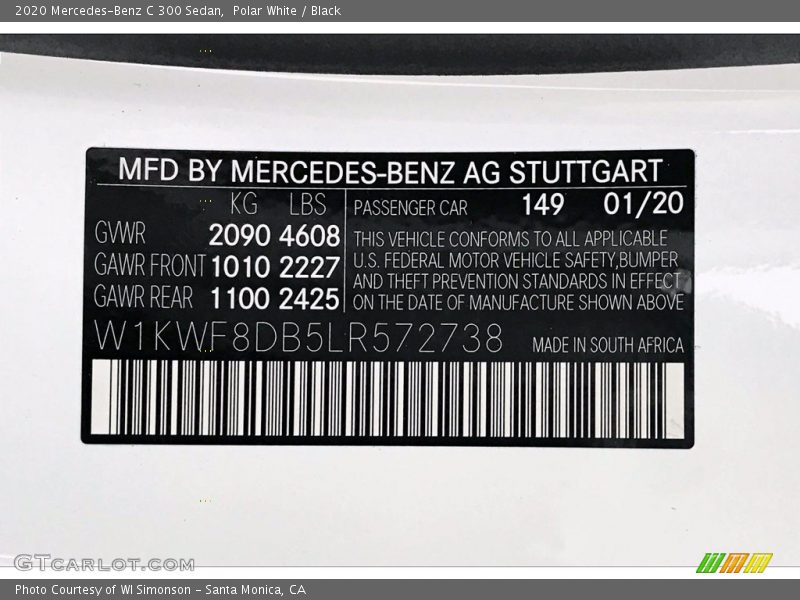 2020 Mercedes-Benz C 300 Sedan, Polar White / Black
MFD BY MERCEDES-BENZ AG STUTTGART
KG LBS
GVWR 2090 4608
GAWR FRONT 1010 2227
GAWR REAR 1100 2425
PASSENGER CAR 149 01/20
THIS VEHICLE CONFORMS TO ALL APPLICABLE
U.S. FEDERAL MOTOR VEHICLE SAFETY,BUMPER
AND THEFT PREVENTION STANDARDS IN EFFECT
ON THE DATE OF MANUFACTURE SHOWN ABOVE
W1KWF8DB5LR572738 MADE IN SOUTH AFRICA
GTCARLOT.COM
Photo Courtesy of WI Simonson - Santa Monica, CA